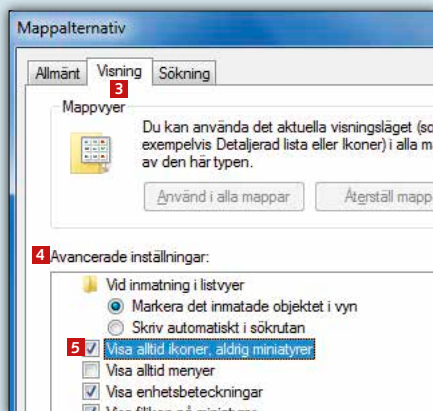 Mappalternativ
Allmänt Visning Sökning
3
Mappvyer
Du kan använda det aktuella visningsläget (so
exempelvis Detaljerad lista eller Ikoner) i alla m
av den här typen.
Använd i alla mappar Återställ mapp
4 Avancerade inställningar:
Vid inmatning i listvyer
Markera det inmatade objektet i vyn
Skriv automatiskt i sökrutan
5 Visa alltid ikoner, aldrig miniatyrer
Visa alltid menyer
Visa enhetsbeteckningar